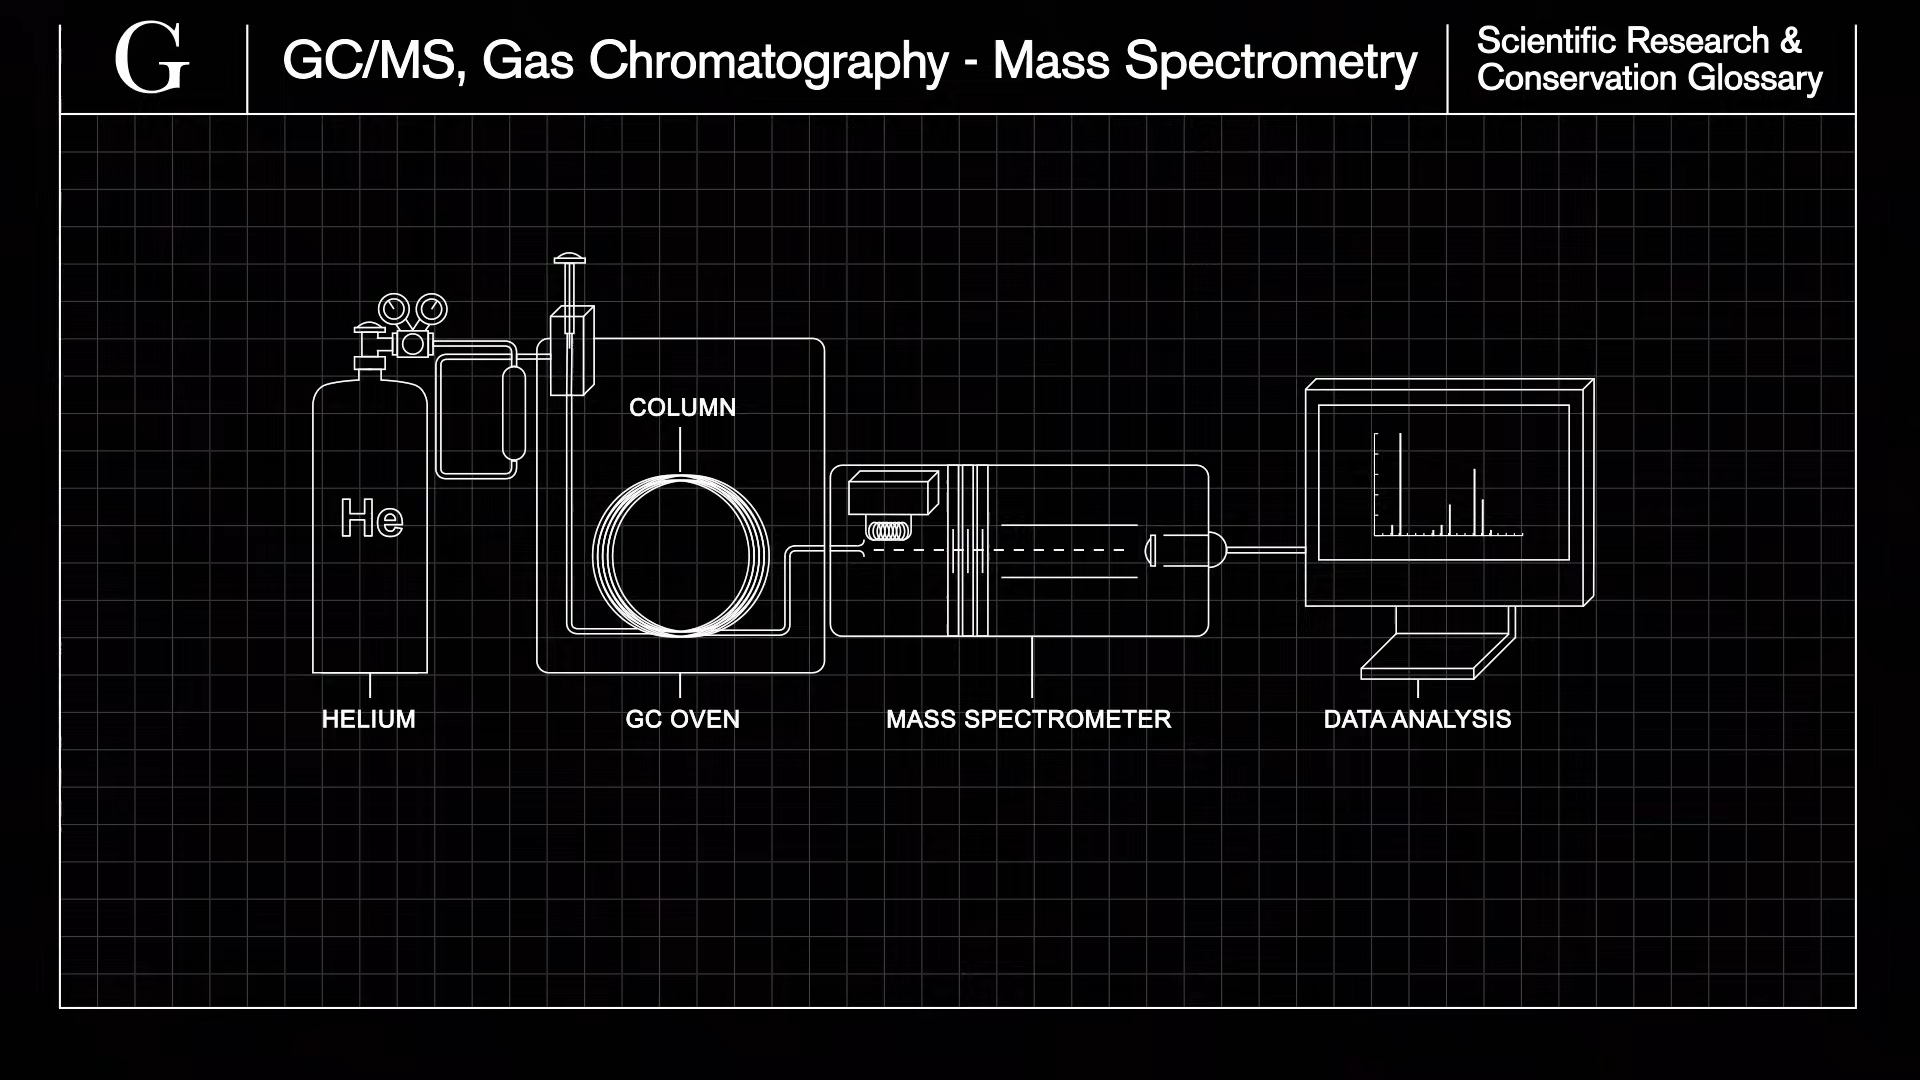 G
GC/MS, Gas Chromatography - Mass Spectrometry
Scientific Research &
Conservation Glossary
COLUMN
He
HELIUM
GC OVEN
MASS SPECTROMETER
DATA ANALYSIS